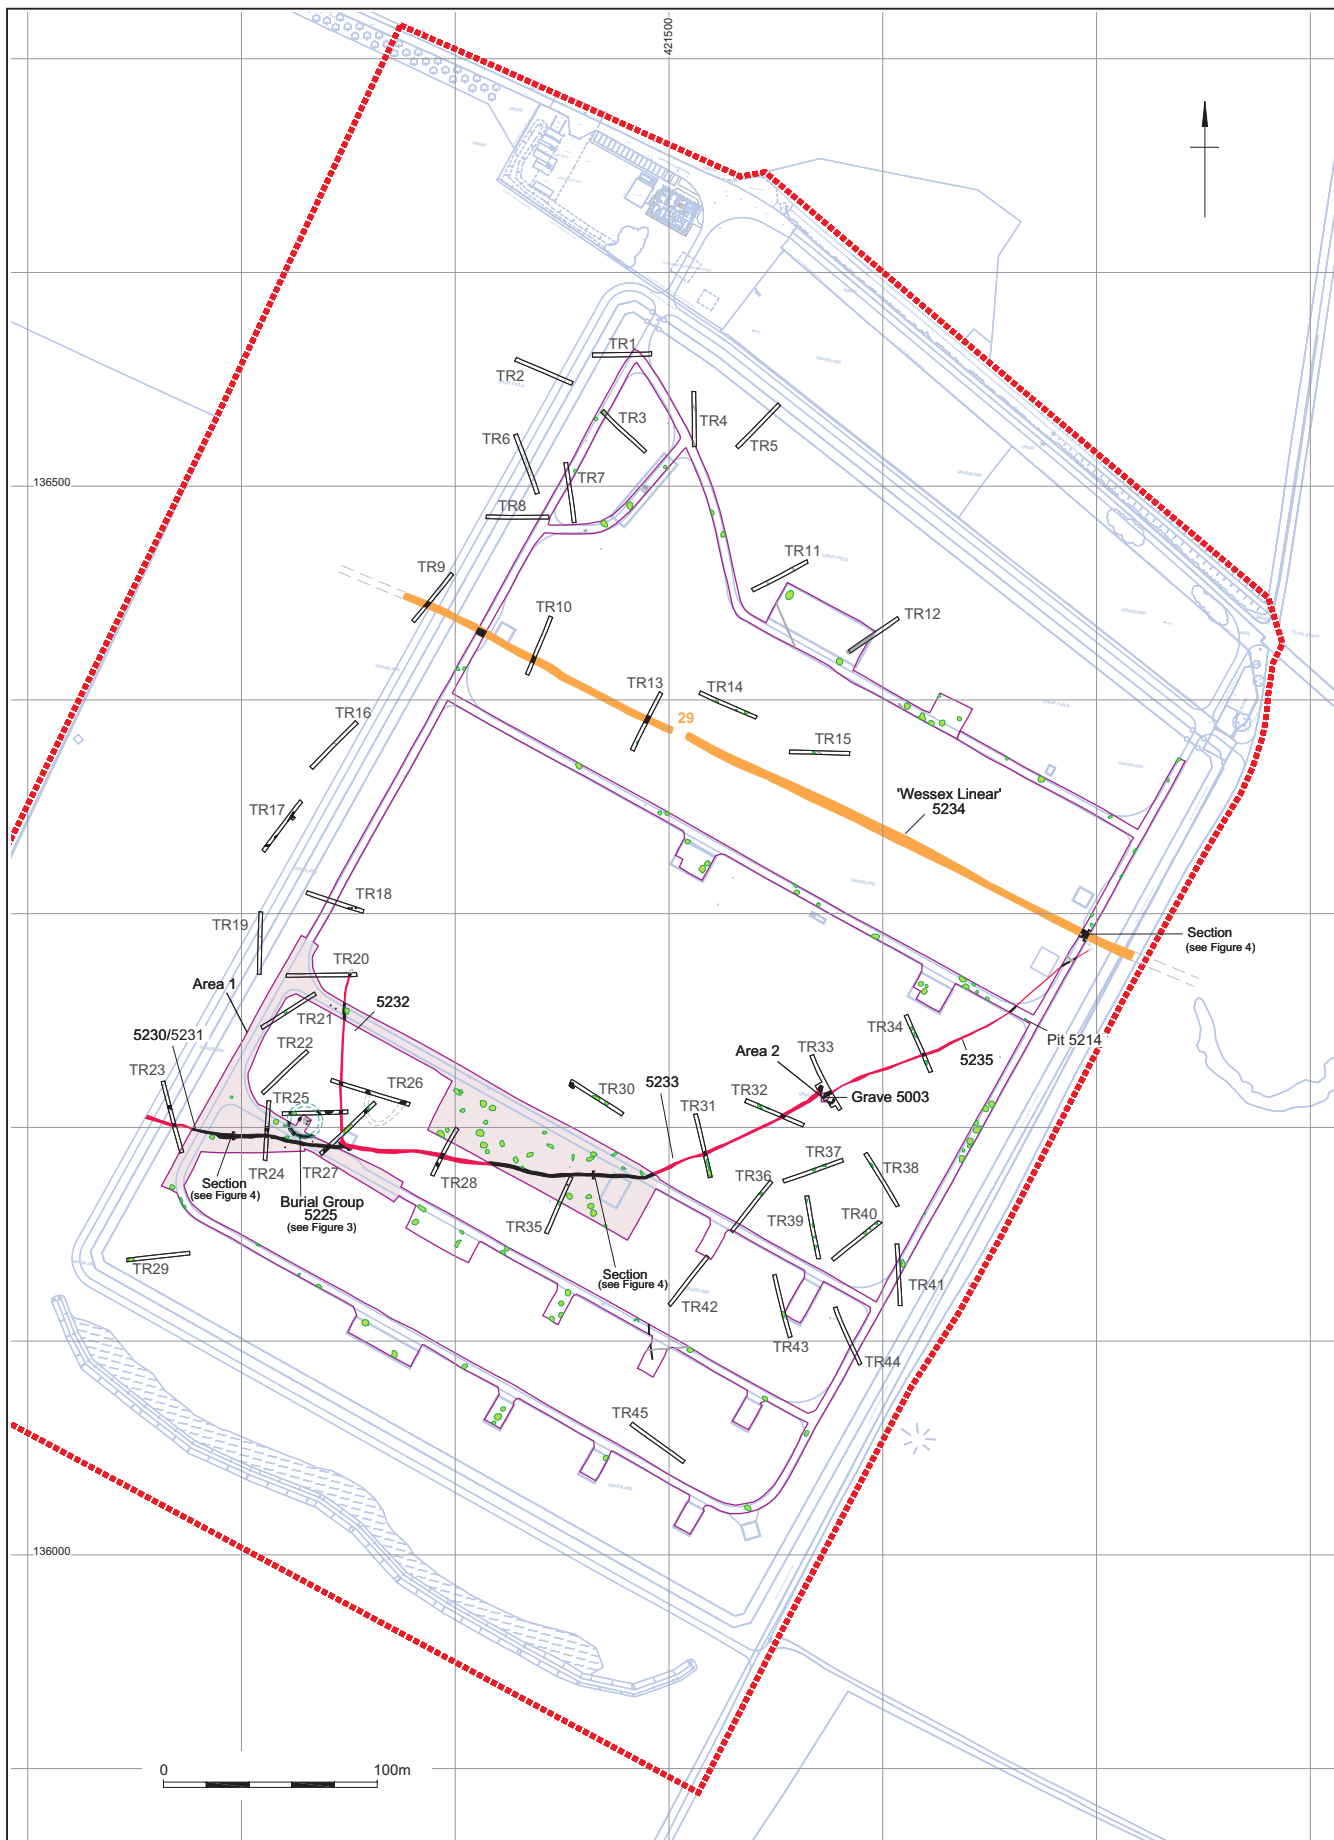 421500
TR1
TR2
TR3
TR4
TR5
TR6
TR7
136500
TR8
TR11
TR9
TR10
TR12
TR13
TR14
TR16
29
TR15
'Wessex Linear'
5234
TR17
TR18
TR19
Section
(see Figure 4)
TR20
Area 1
5232
TR21
TR34
5230/5231
Pit 5214
TR22
TR33
Area 2
5235
TR23
TR26
TR30
5233
TR32
Grave 5003
TR25
TR31
TR37
TR38
TR24
TR27
TR28
TR36
Section
(see Figure 4)
Burial Group
5225
(see Figure 3)
TR35
TR39
TR40
TR29
Section
(see Figure 4)
TR41
TR42
TR43
TR44
TR45
136000
0 100m